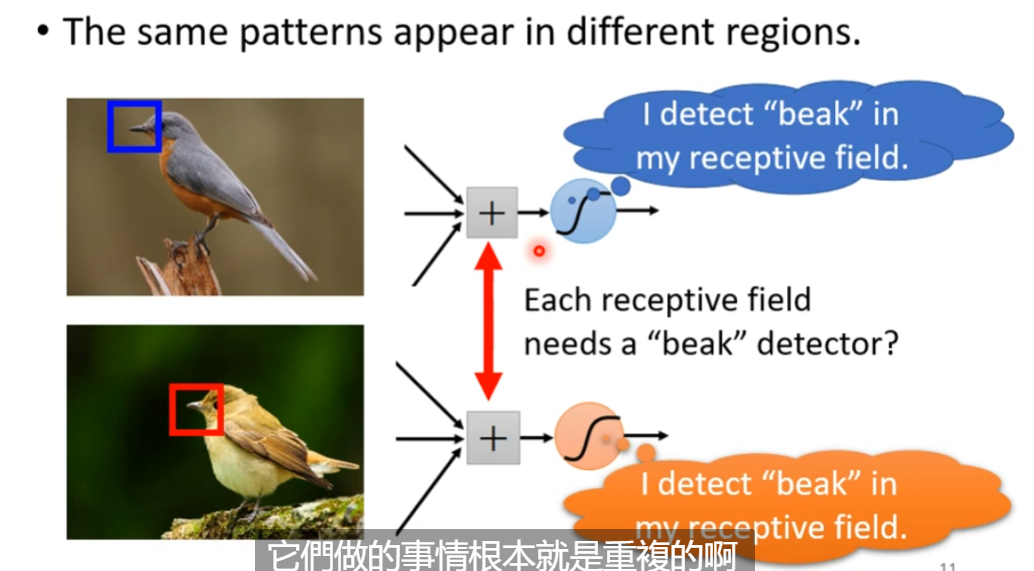 • The same patterns appear in different regions.
I detect “beak” in
my receptive field.
+
Each receptive field
needs a “beak” detector?
+
I detect “beak” in
my receptive field.
它們做的事情根本就是重複的啊
11